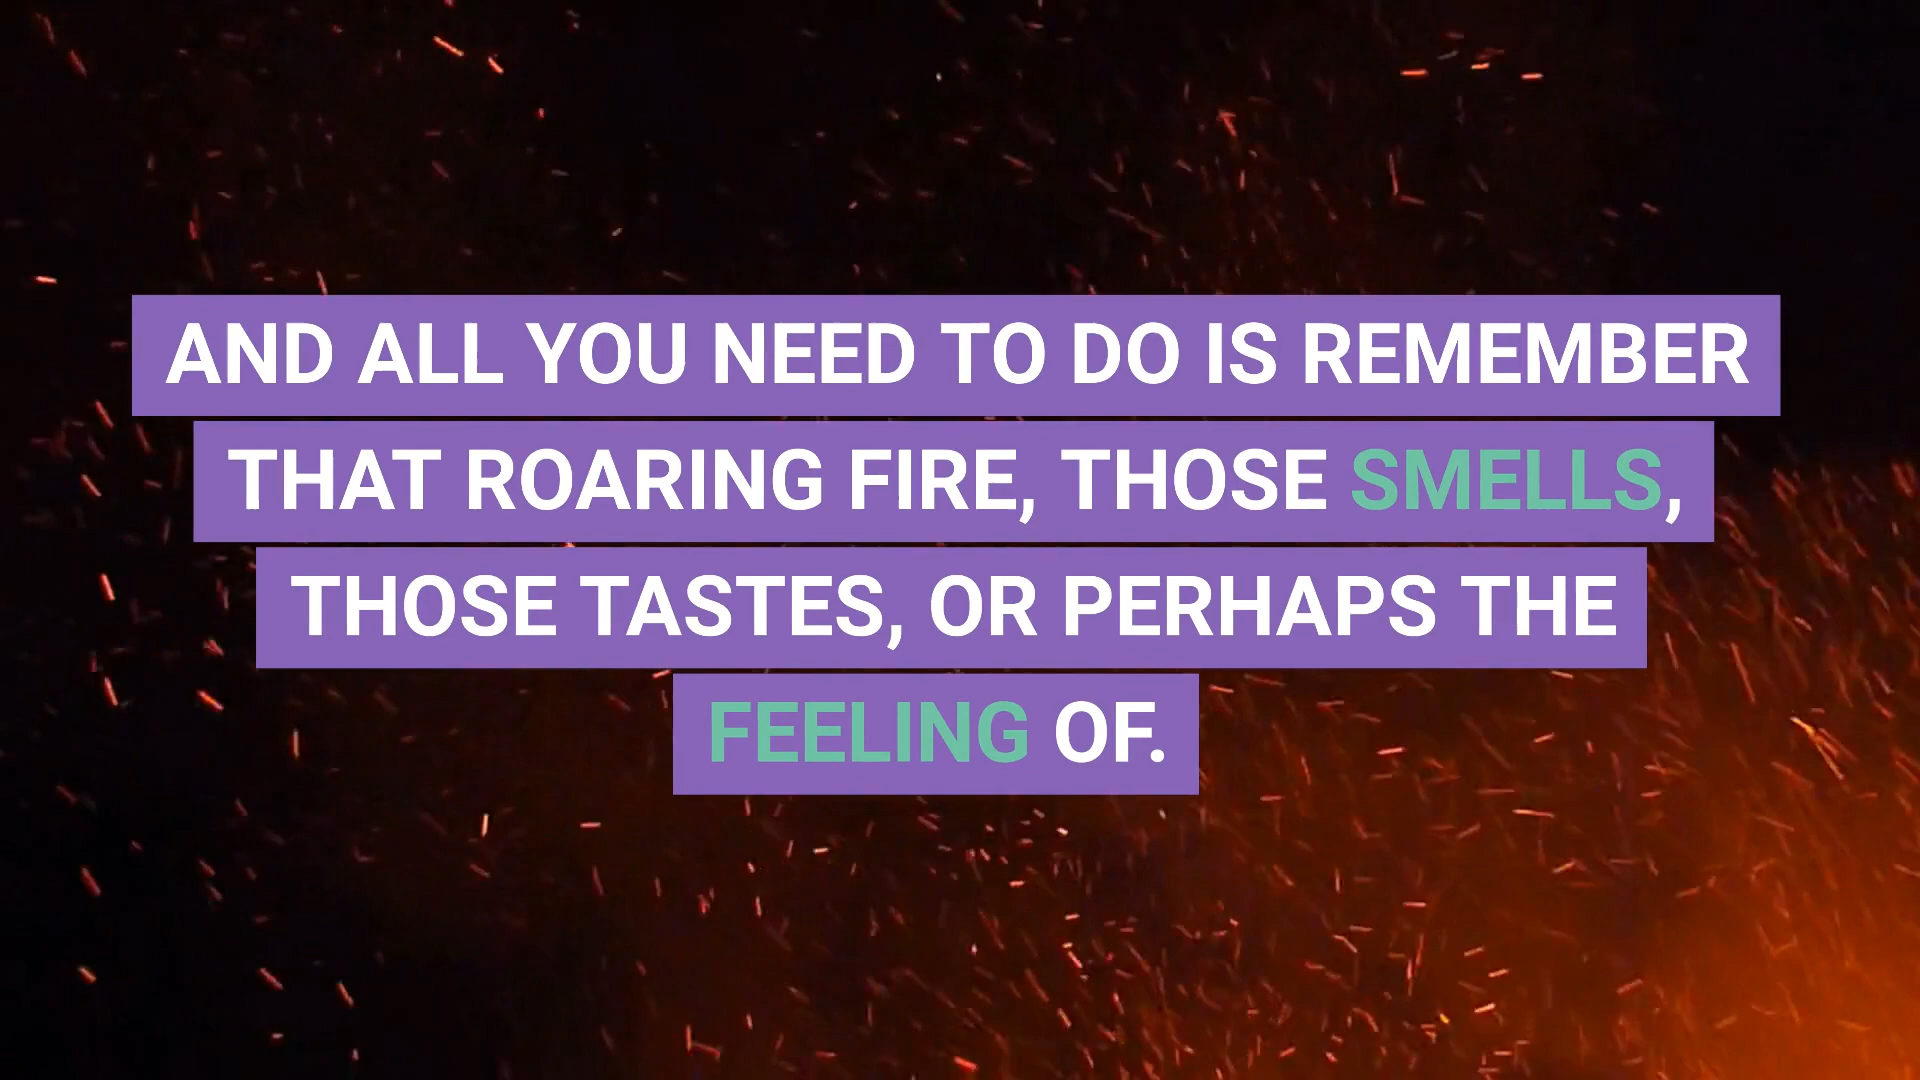 AND ALL YOU NEED TO DO IS REMEMBER
THAT ROARING FIRE, THOSE SMELLS,
THOSE TASTES, OR PERHAPS THE
FEELING OF.